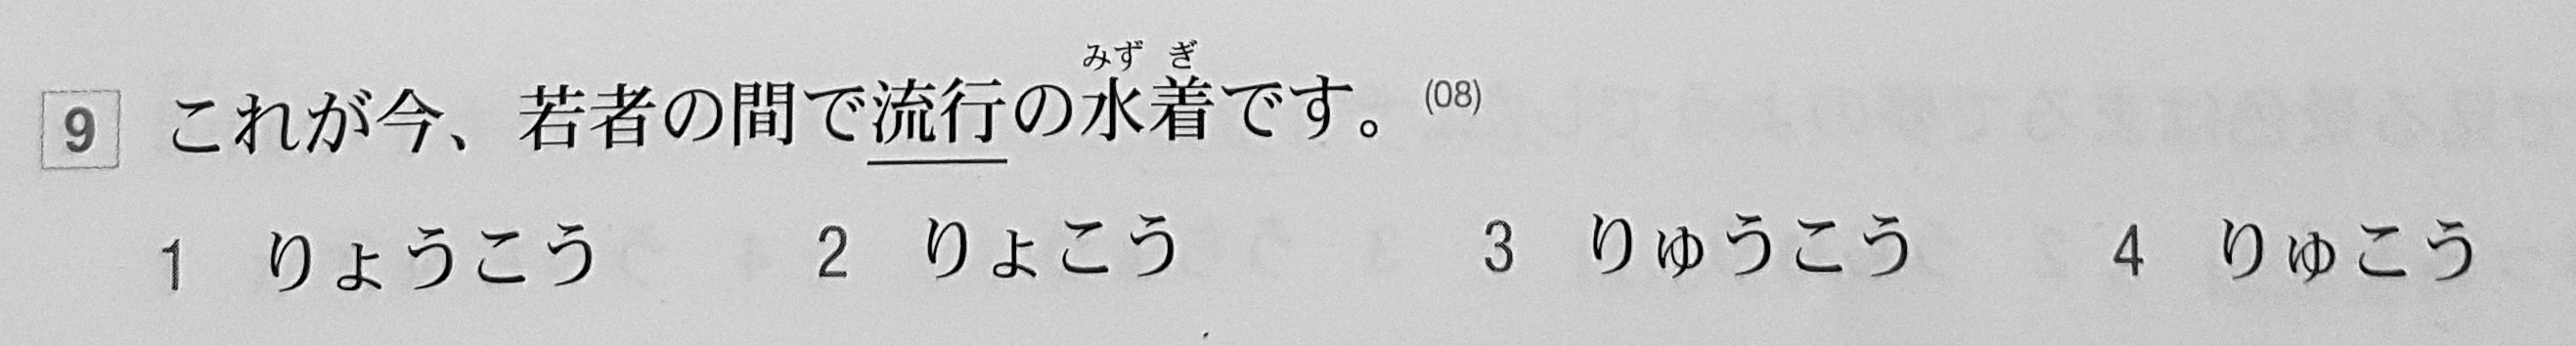 みず ぎ
9 これが今、若者の間で流行の水着です。(08)
1 りょうこう 2 りょこう 3 りゅうこう 4 りゅこう